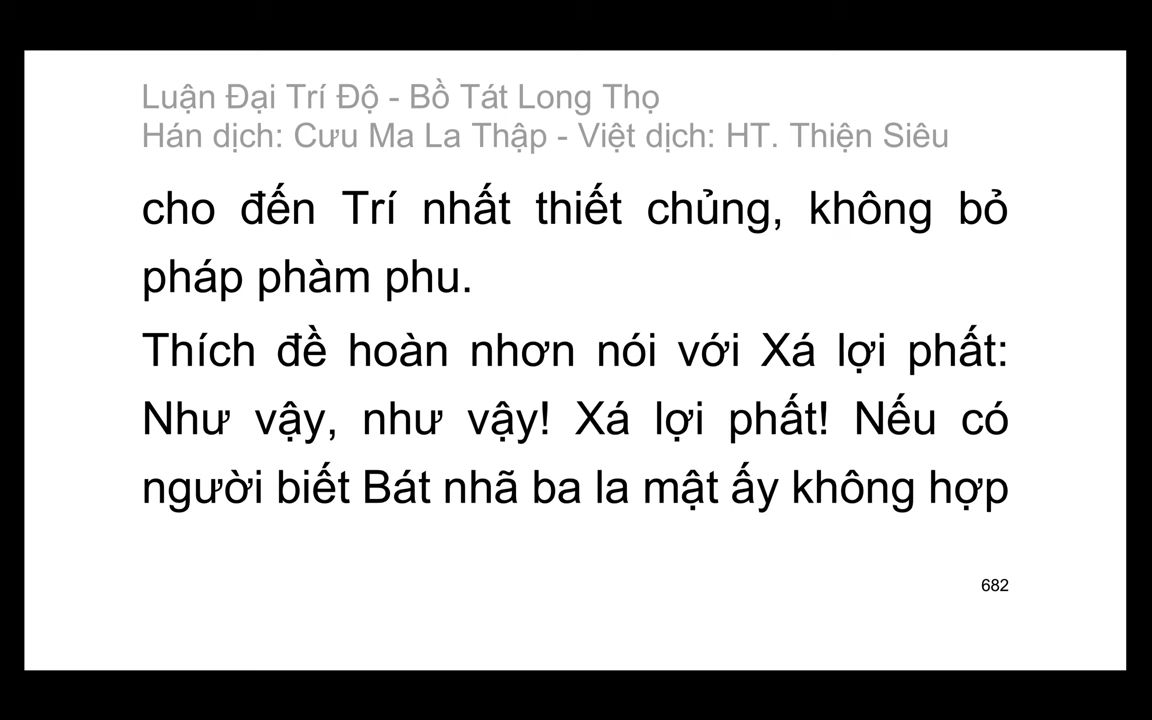 Luận Đại Trí Độ - Bồ Tát Long Thọ
Hán dịch: Cưu Ma La Thập - Việt dịch: HT. Thiện Siêu
cho đến Trí nhất thiết chủng, không bỏ
pháp phàm phu.
Thích đề hoàn nhơn nói với Xá lợi phất:
Như vậy, như vậy! Xá lợi phất! Nếu có
người biết Bát nhã ba la mật ấy không hợp
682